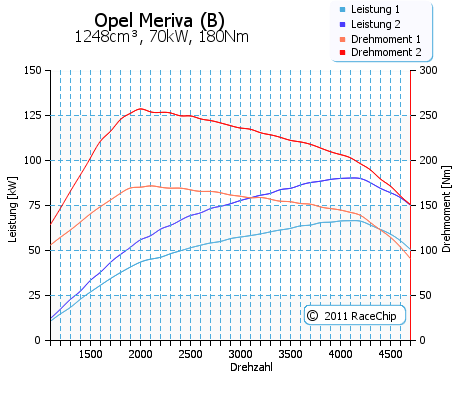 Opel Meriva (B)
1248cm³, 70kW, 180Nm
Leistung 1
Leistung 2
Drehmoment 1
Drehmoment 2
150
125
100
75
50
25
0
Leistung [kW]
300
250
200
150
100
50
0
Drehmoment [Nm]
© 2011 RaceChip
1500 2000 2500 3000 3500 4000 4500
Drehzahl